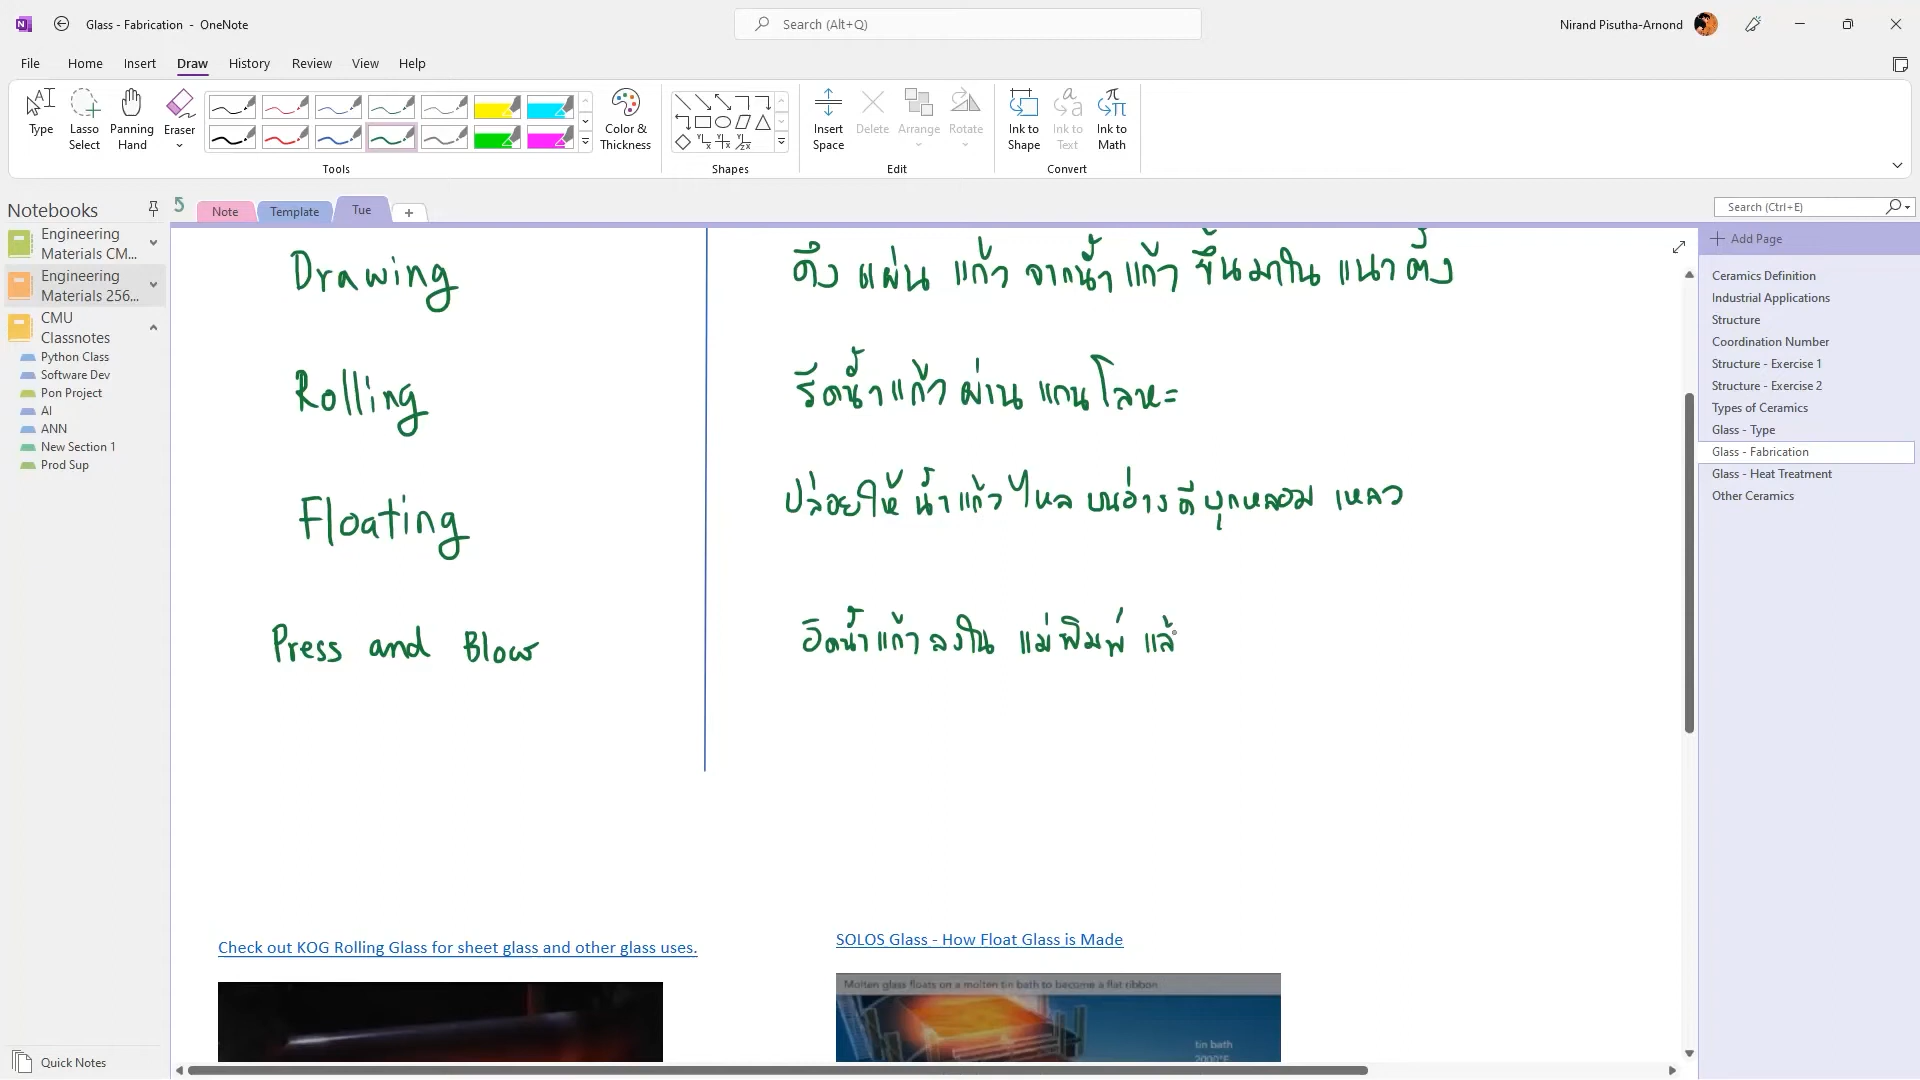 Glass - Fabrication - OneNote
Search (Alt+Q)
Nirand Pisutha-Arnond
File Home Insert Draw History Review View Help
Type
Lasso Select
Panning Hand
Eraser
Color & Thickness
Insert Space
Delete
Arrange
Rotate
Ink to Shape
Ink to Text
Ink to Math
Tools
Shapes
Edit
Convert
Notebooks
Note
Template
Tue
Search (Ctrl+E)
Engineering
Materials CM...
Engineering
Materials 256...
CMU
Classnotes
Python Class
Software Dev
Pon Project
AI
ANN
New Section 1
Prod Sup
Quick Notes
Drawing
ดึง แผ่น แก้ว จากน้ำ แก้ว ขึ้นมาใน แนวตั้ง
Rolling
รีดน้ำแก้ว ผ่าน แกนโลหะ
Floating
ปล่อยให้ น้ำแก้ว ไหล บนอ่าง ดีบุกหลอม เหลว
Press and Blow
อัดน้ำแก้ว ลงใน แม่พิมพ์ แล้
Check out KOG Rolling Glass for sheet glass and other glass uses.
SOLOS Glass - How Float Glass is Made
Molten glass floats on a molten tin bath to become a flat ribbon
tin bath
2000°F
Add Page
Ceramics Definition
Industrial Applications
Structure
Coordination Number
Structure - Exercise 1
Structure - Exercise 2
Types of Ceramics
Glass - Type
Glass - Fabrication
Glass - Heat Treatment
Other Ceramics